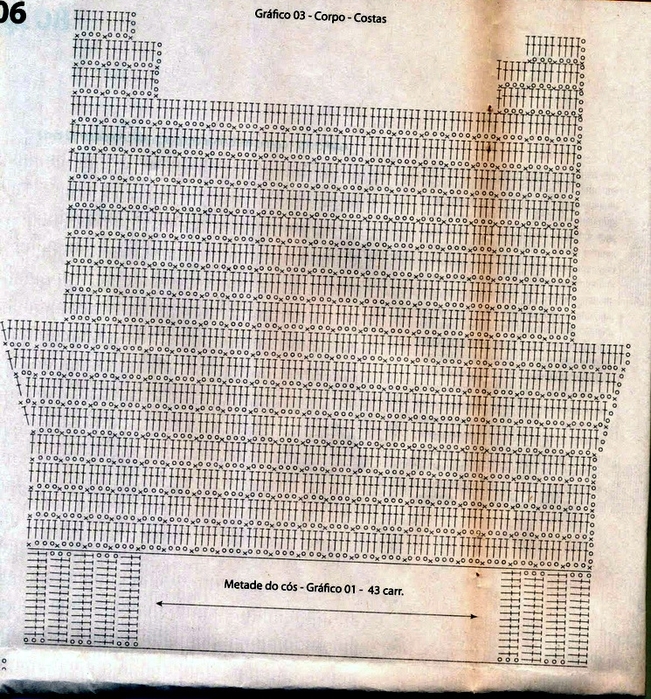 06
Gráfico 03 - Corpo - Costas
Metade do cós - Gráfico 01 - 43 carr.